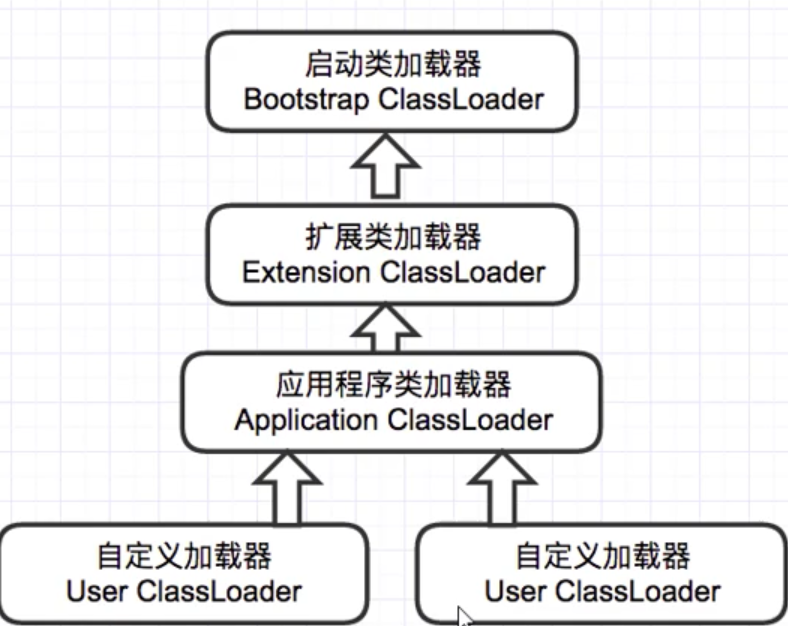 启动类加载器
Bootstrap ClassLoader
扩展类加载器
Extension ClassLoader
应用程序类加载器
Application ClassLoader
自定义加载器
User ClassLoader
自定义加载器
User ClassLoader